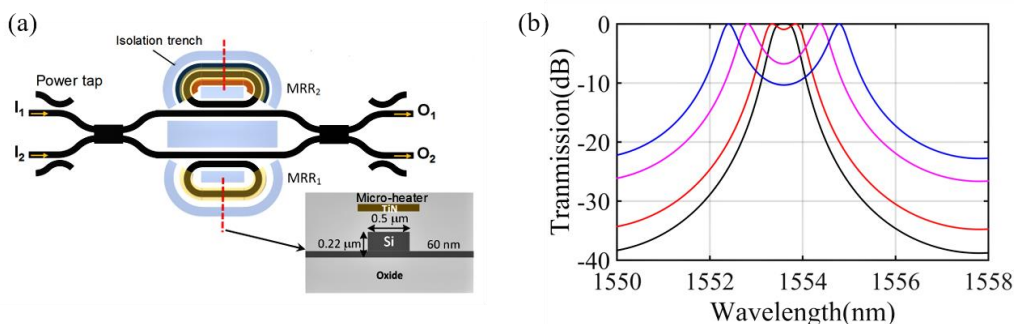 (a)
Isolation trench
Power tap
MRR2
I1
O1
I2
O2
MRR1
Micro-heater
TiN
0.5 μm
0.22 μm
Si
60 nm
Oxide
(b)
Tranmission(dB)
0
-10
-20
-30
-40
1550
1552
1554
1556
1558
Wavelength(nm)